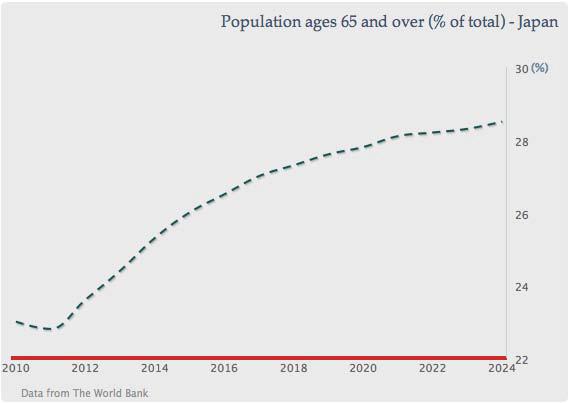 Population ages 65 and over (% of total) - Japan
30 (%)
28
26
24
22
2010 2012 2014 2016 2018 2020 2022 2024
Data from The World Bank